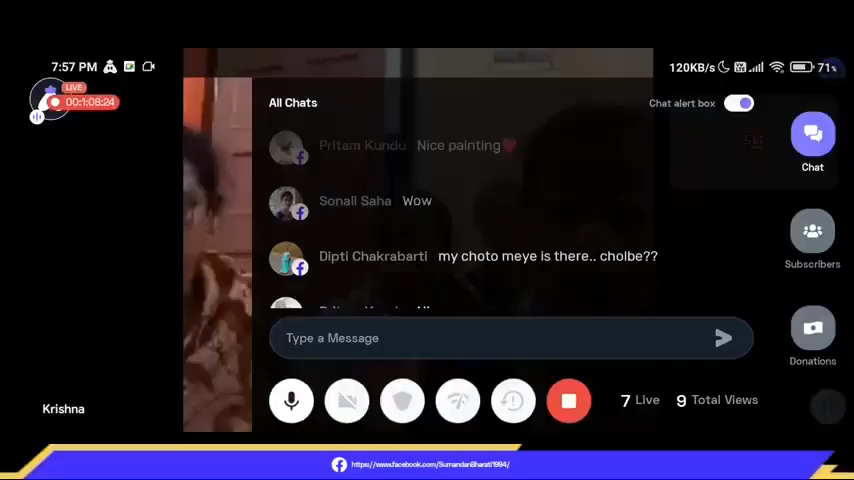 7:57 PM
120KB/s
71%
LIVE
00:1:08:24
All Chats
Chat alert box
Pritam Kundu Nice painting❤️
Chat
Sonali Saha Wow
Dipti Chakrabarti my choto meye is there.. cholbe??
Subscribers
Type a Message
Donations
7 Live 9 Total Views
Krishna
https://www.facebook.com/SumandanBharati1994/